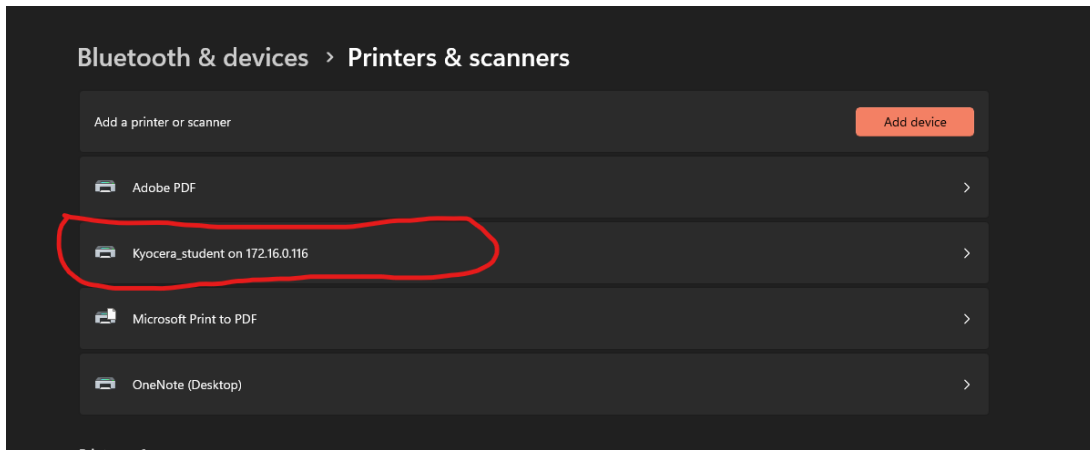 Bluetooth & devices > Printers & scanners
Add a printer or scanner
Add device
Adobe PDF
Kyocera_student on 172.16.0.116
Microsoft Print to PDF
OneNote (Desktop)